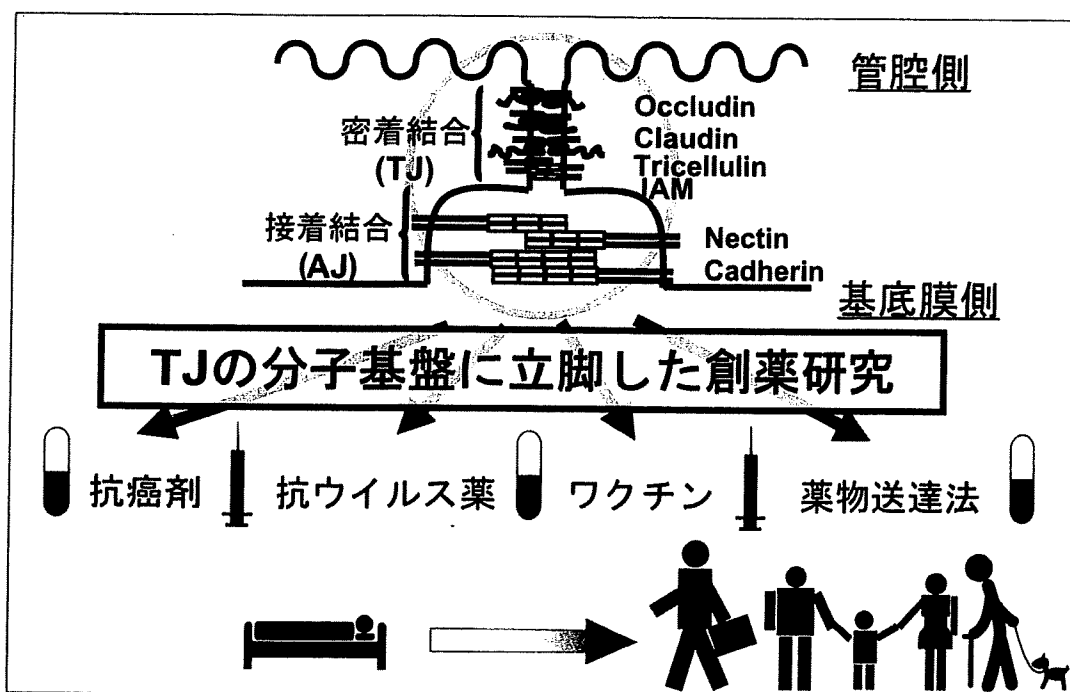 管腔側
密着結合
(TJ)
Occludin
Claudin
Tricellulin
JAM
接着結合
(AJ)
Nectin
Cadherin
基底膜側
TJの分子基盤に立脚した創薬研究
抗癌剤
抗ウイルス薬
ワクチン
薬物送達法